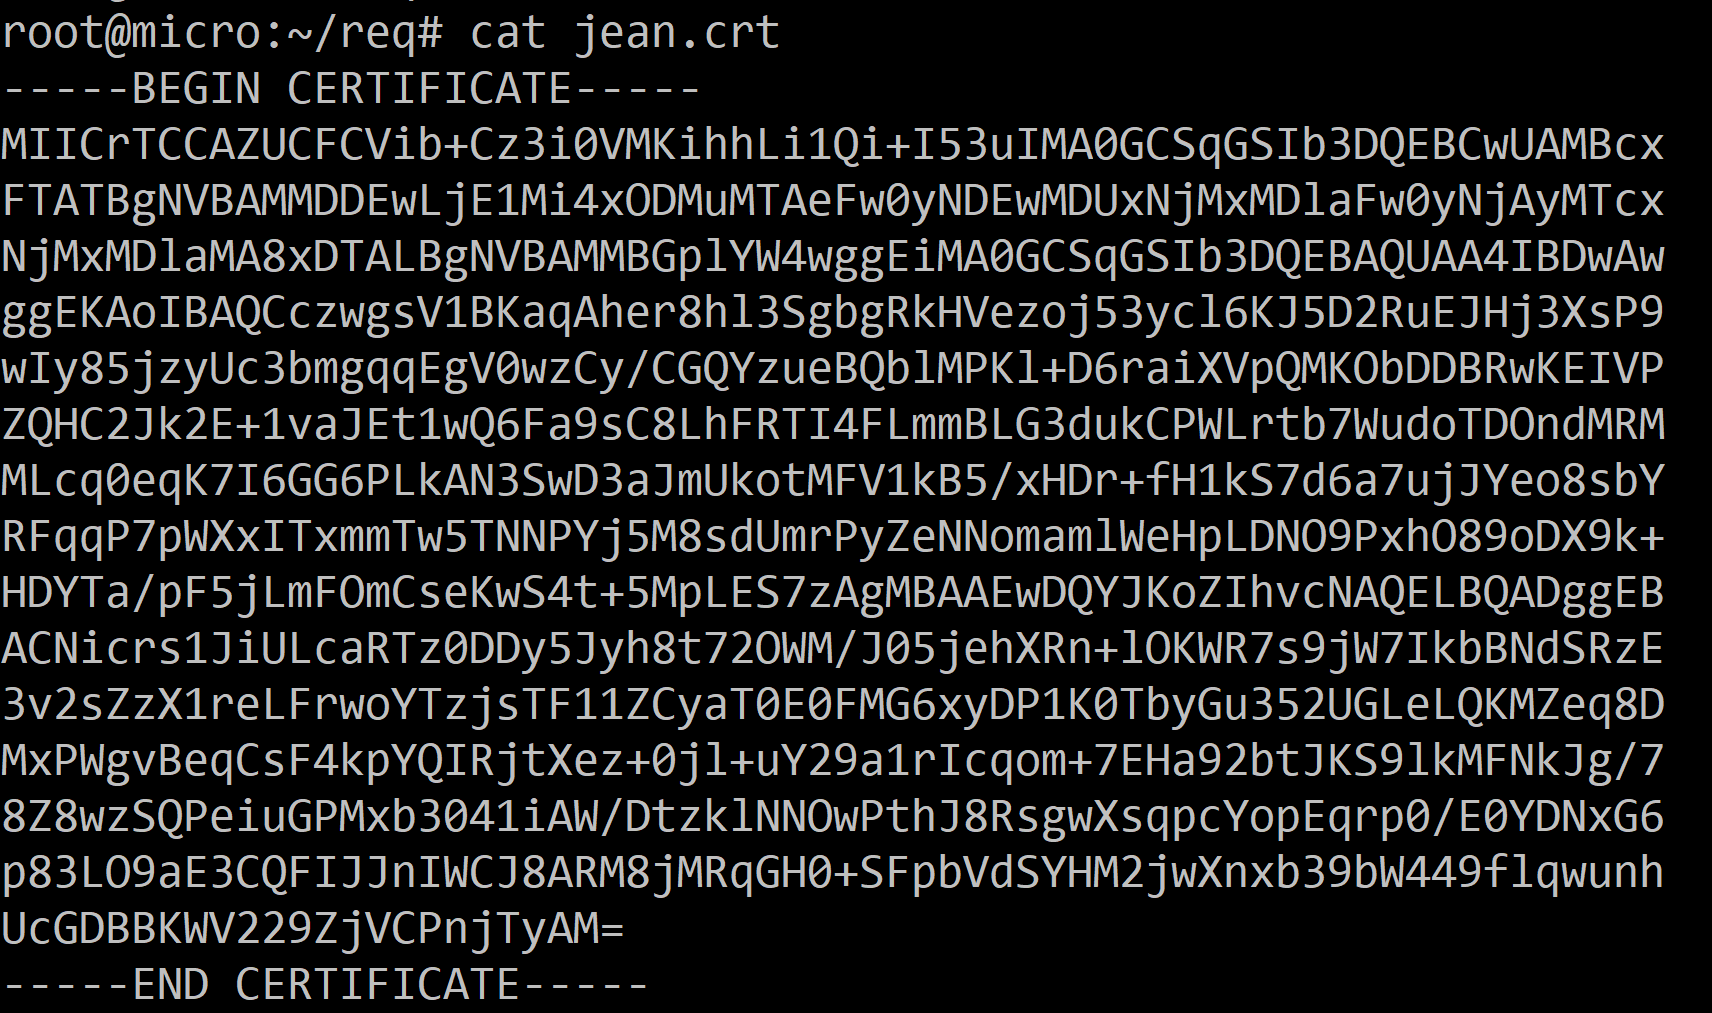 root@micro:~/req# cat jean.crt
-----BEGIN CERTIFICATE-----
MIICrTCCAZUCFCVib+Cz3i0VMKihhLi1Qi+I53uIMA0GCSqGSIb3DQEBCwUAMBcx
FTATBgNVBAMMDDEwLjE1Mi4xODMuMTAeFw0yNDEwMDUxNjMxMDlaFw0yNjAyMTcx
NjMxMDlaMA8xDTALBgNVBAMMBGplYW4wggEiMA0GCSqGSIb3DQEBAQUAA4IBDwAw
ggEKAoIBAQCczwgsV1BKaqAher8hl3SgbgRkHVezoj53ycl6KJ5D2RuEJHj3XsP9
wIy85jzyUc3bmgqqEgV0wzCy/CGQYzueBQblMPKl+D6raiXVpQMKObDDBRwKEIVP
ZQHC2Jk2E+1vaJEt1wQ6Fa9sC8LhFRTI4FLmmBLG3dukCPWLrtb7WudoTDOndMRM
MLcq0eqK7I6GG6PLkAN3SwD3aJmUkotMFV1kB5/xHDr+fH1kS7d6a7ujJYeo8sbY
RFqqP7pWXxITxmmTw5TNNPYj5M8sdUmrPyZeNNomamlWeHpLDNO9PxhO89oDX9k+
HDYTa/pF5jLmFOmCseKwS4t+5MpLES7zAgMBAAEwDQYJKoZIhvcNAQELBQADggEB
ACNicrs1JiULcaRTz0DDy5Jyh8t72OWM/J05jehXRn+lOKWR7s9jW7IkbBNdSRzE
3v2sZzX1reLFrwoYTzjsTF11ZCyaT0E0FMG6xyDP1K0TbyGu352UGLeLQKMZeq8D
MxPWgvBeqCsF4kpYQIRjtXez+0jl+uY29a1rIcqom+7EHa92btJKS9lkMFNkJg/7
8Z8wzSQPeiuGPMxb3041iAW/DtzklNNOwPthJ8RsgwXsqpcYopEqrp0/E0YDNxG6
p83LO9aE3CQFIJJnIWCJ8ARM8jMRqGH0+SFpbVdSYHM2jwXnxb39bW449flqwunh
UcGDBBKWV229ZjVCPnjTyAM=
-----END CERTIFICATE-----